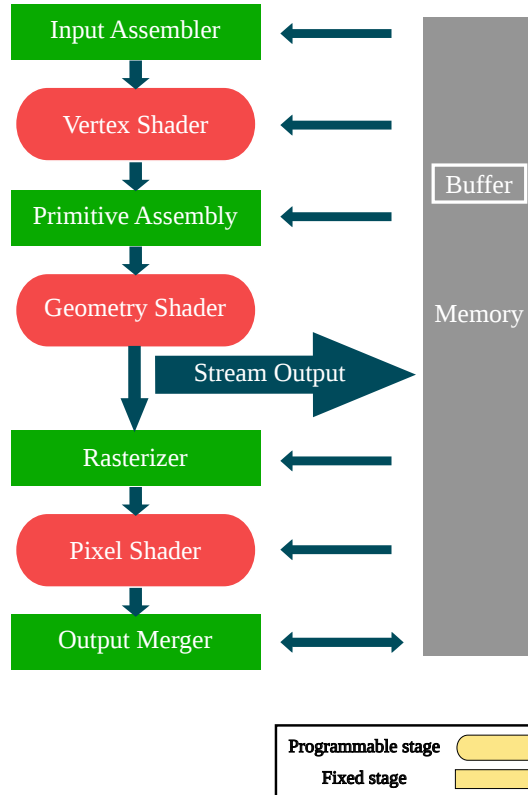 Input Assembler
Vertex Shader
Buffer
Primitive Assembly
Geometry Shader
Memory
Stream Output
Rasterizer
Pixel Shader
Output Merger
Programmable stage
Fixed stage